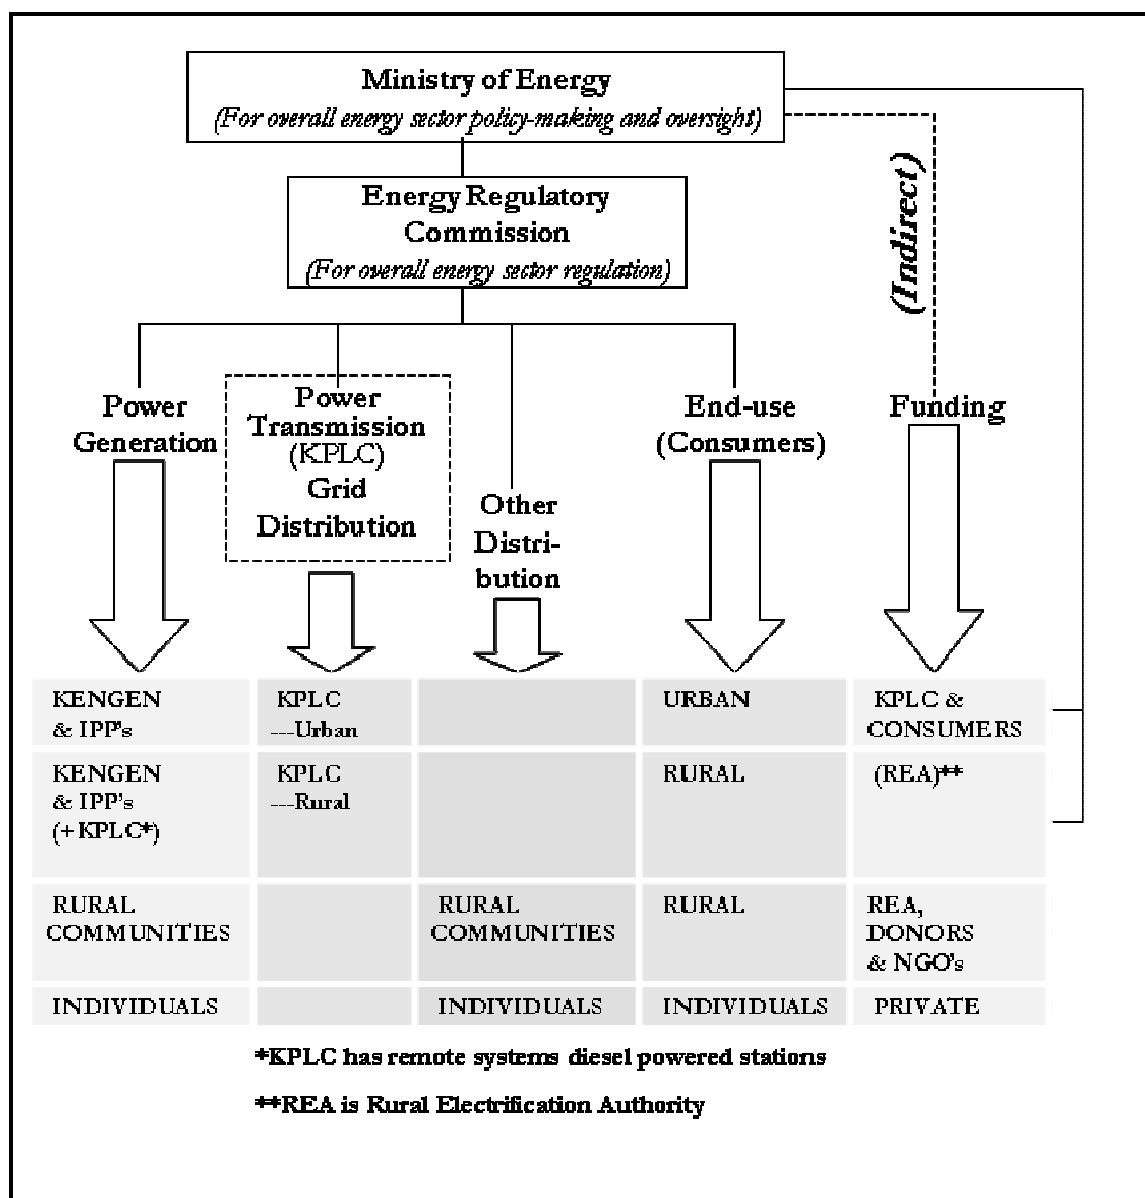 Ministry of Energy
(For overall energy sector policy-making and oversight)
Energy Regulatory
Commission
(For overall energy sector regulation)
(Indirect)
Power
Generation
Power
Transmission
(KPLC)
Grid
Distribution
Other
Distri-
bution
End-use
(Consumers)
Funding
KENGEN
& IPP's
KPLC
---Urban
URBAN
KPLC &
CONSUMERS
KENGEN
& IPP's
(+KPLC*)
KPLC
---Rural
RURAL
(REA)**
RURAL
COMMUNITIES
RURAL
COMMUNITIES
RURAL
REA,
DONORS
& NGO's
INDIVIDUALS
INDIVIDUALS
INDIVIDUALS
PRIVATE
*KPLC has remote systems diesel powered stations
**REA is Rural Electrification Authority